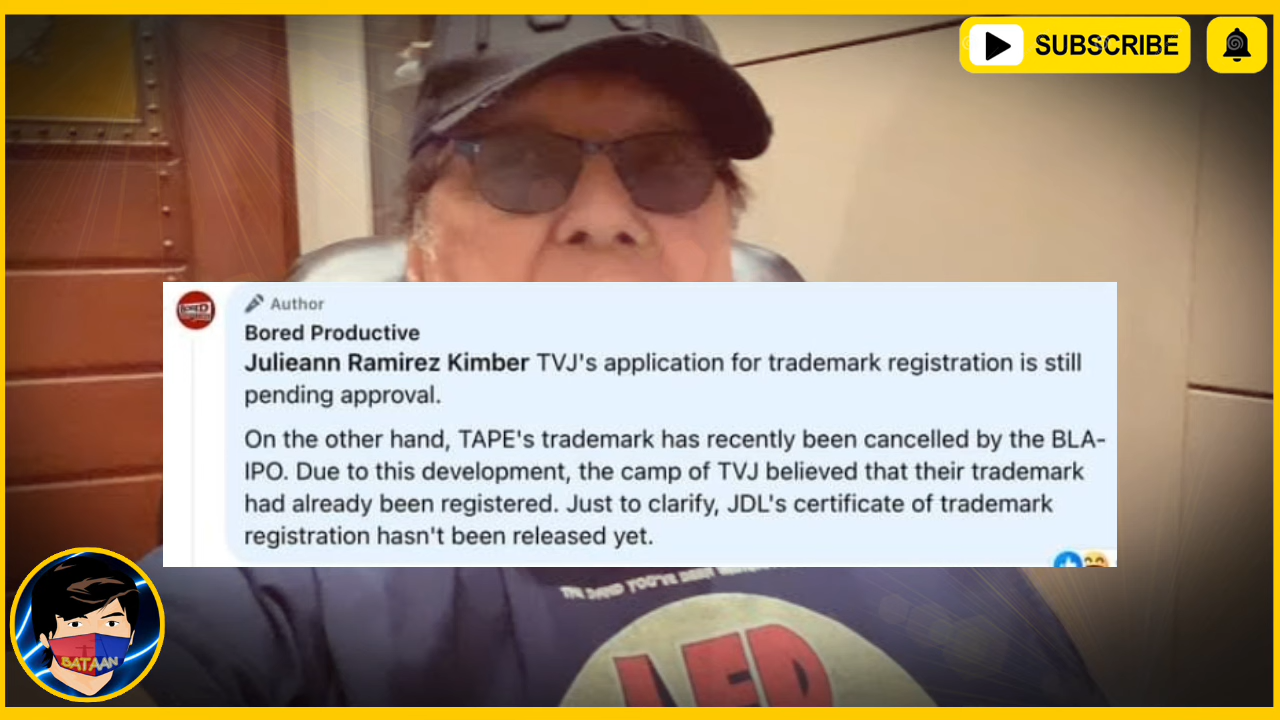 SUBSCRIBE
Author
Bored Productive
Julieann Ramirez Kimber TVJ's application for trademark registration is still
pending approval.
On the other hand, TAPE's trademark has recently been cancelled by the BLA-
IPO. Due to this development, the camp of TVJ believed that their trademark
had already been registered. Just to clarify, JDL's certificate of trademark
registration hasn't been released yet.
YOU'VE
LED
BATAAN